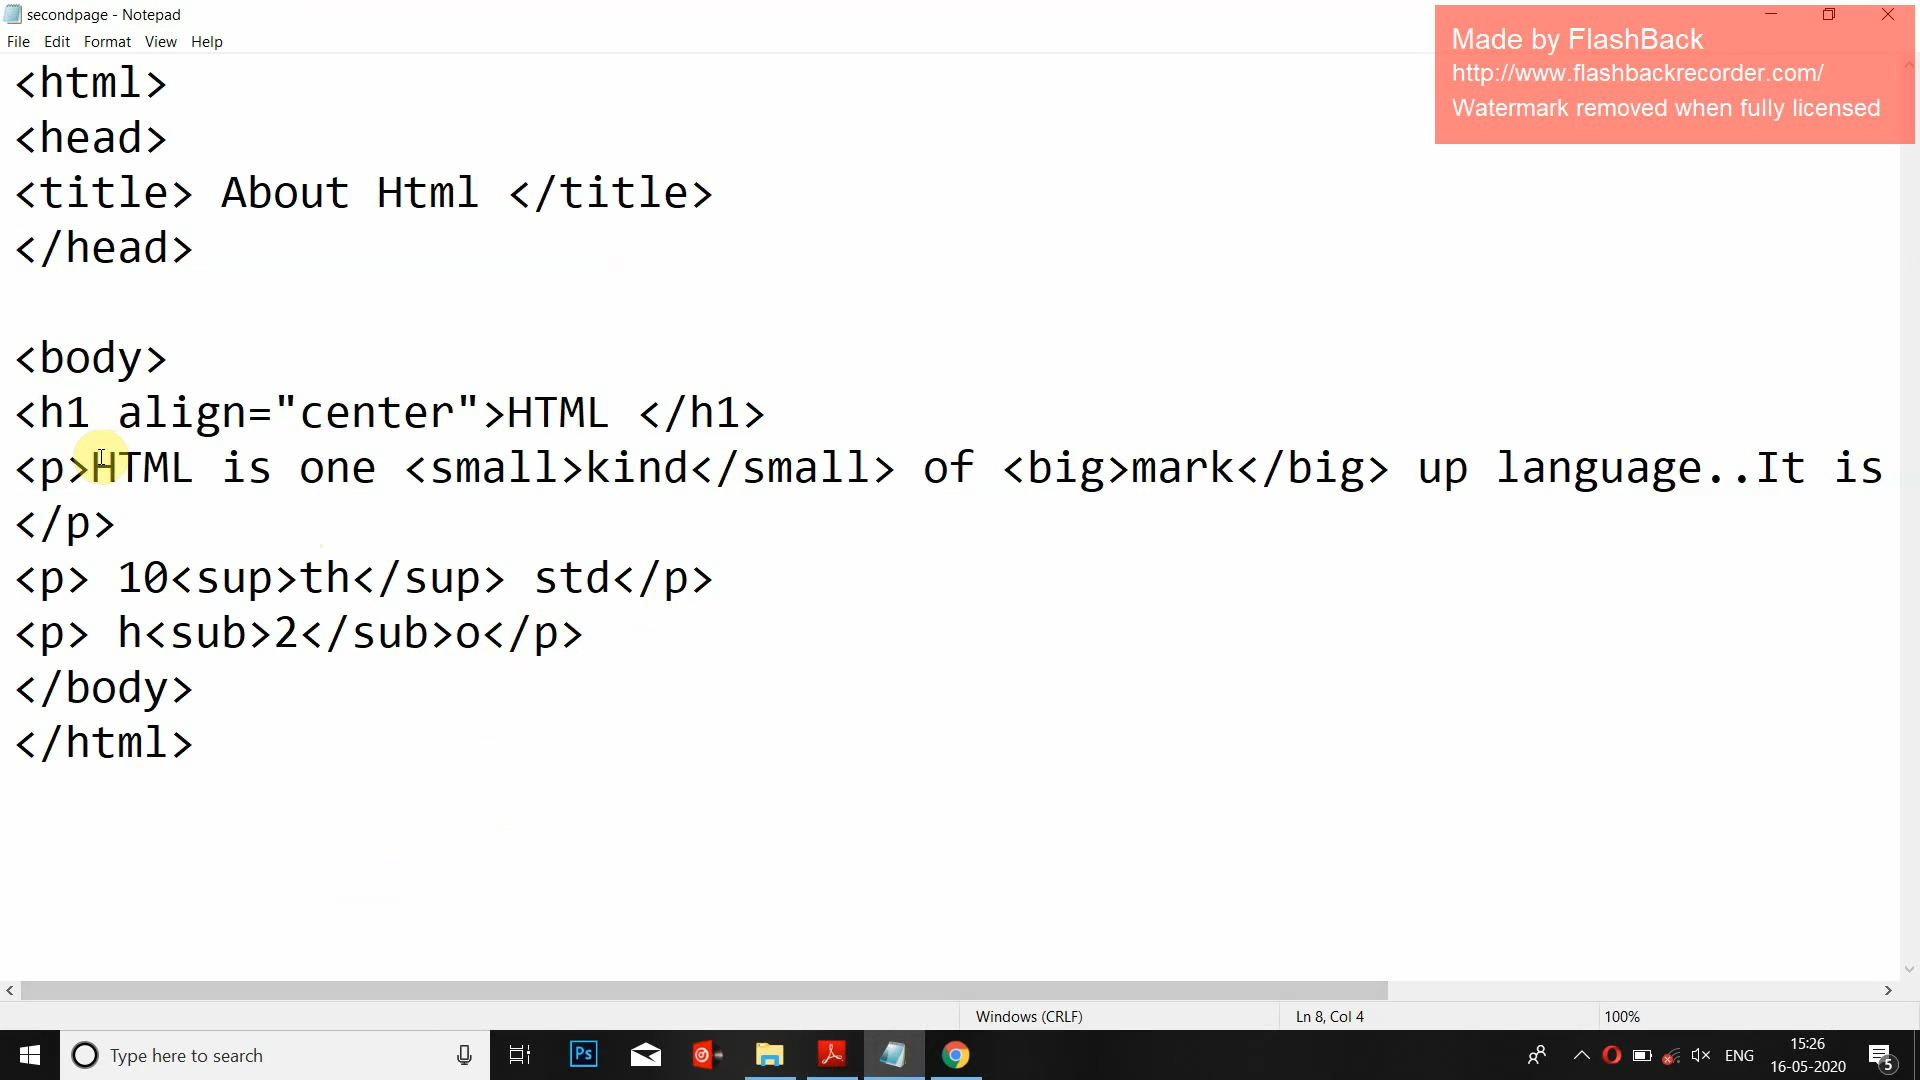 secondpage - Notepad
File Edit Format View Help
Made by FlashBack
http://www.flashbackrecorder.com/
Watermark removed when fully licensed
<html>
<head>
<title> About Html </title>
</head>
<body>
<h1 align="center">HTML </h1>
<p>HTML is one <small>kind</small> of <big>mark</big> up language..It is
</p>
<p> 10<sup>th</sup> std</p>
<p> h<sub>2</sub>o</p>
</body>
</html>
Windows (CRLF) Ln 8, Col 4 100%
Type here to search
Ps
ENG
15:26
16-05-2020
5